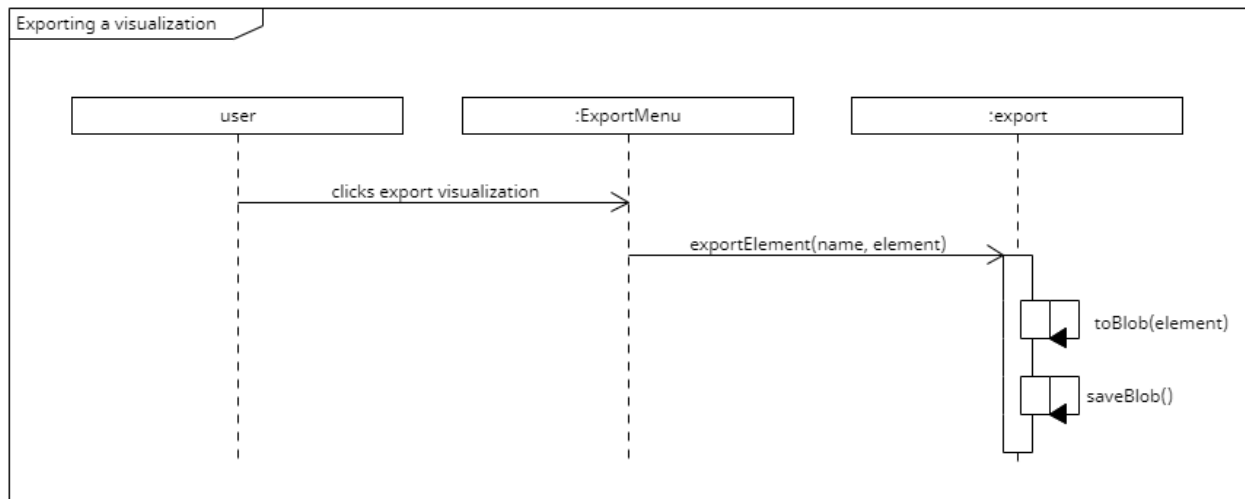 Exporting a visualization
user
:ExportMenu
:export
clicks export visualization
exportElement(name, element)
toBlob(element)
saveBlob()